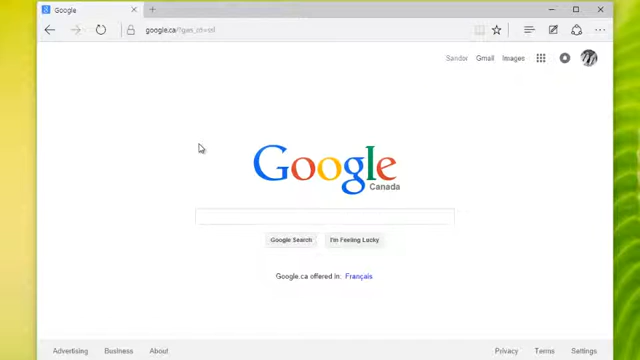 Google
google.ca/?gws_rd=ssl
Sandar Gmail Images
Google
Canada
Google Search I'm Feeling Lucky
Google.ca offered in: Français
Advertising Business About Privacy Terms Settings